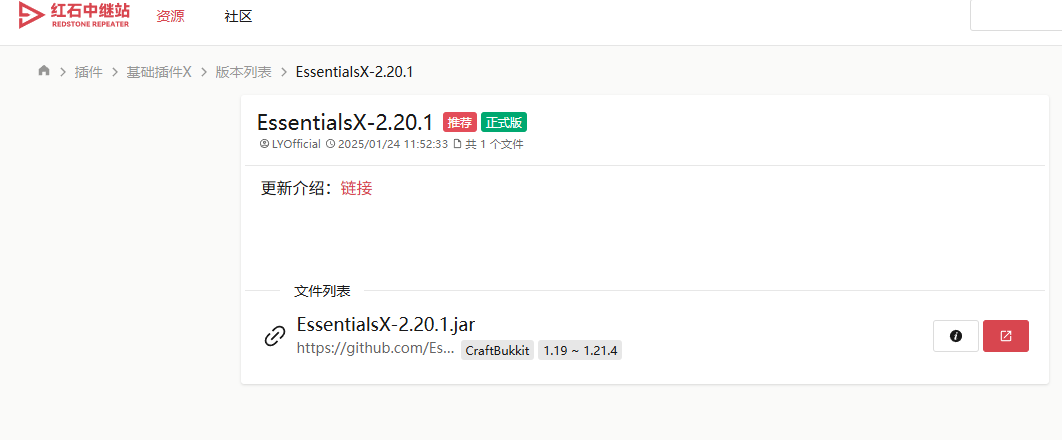 红石中继站
REDSTONE REPEATER
资源 社区
插件 基础插件X 版本列表 EssentialsX-2.20.1
EssentialsX-2.20.1 推荐 正式版
LYOfficial 2025/01/24 11:52:33 共 1 个文件
更新介绍：链接
文件列表
EssentialsX-2.20.1.jar
https://github.com/Es... CraftBukkit 1.19 ~ 1.21.4